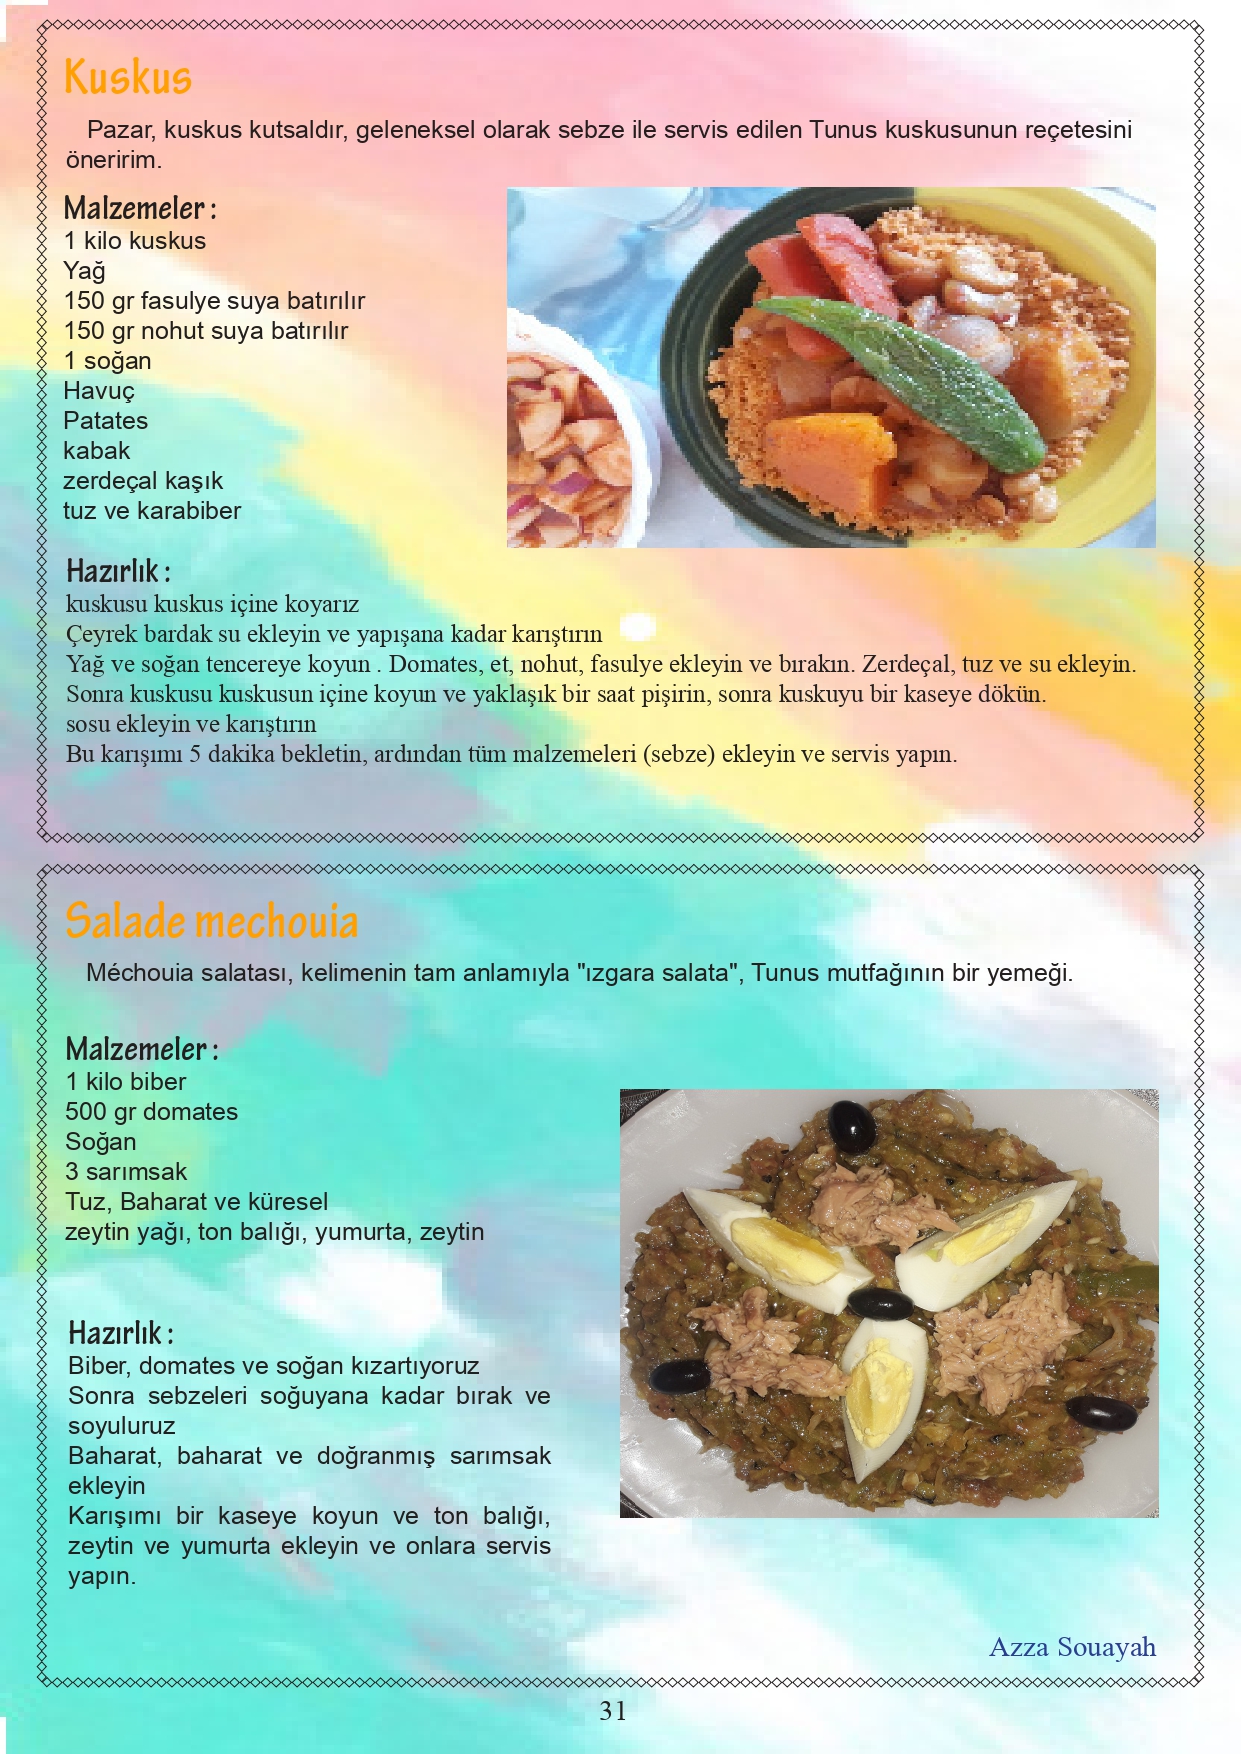 Kuskus
Pazar, kuskus kutsaldır, geleneksel olarak sebze ile servis edilen Tunus kuskusunun reçetesini
öneririm.
Malzemeler :
1 kilo kuskus
Yağ
150 gr fasulye suya batırılır
150 gr nohut suya batırılır
1 soğan
Havuç
Patates
kabak
zerdeçal kaşık
tuz ve karabiber
Hazırlık :
kuskusu kuskus içine koyarız
Çeyrek bardak su ekleyin ve yapışana kadar karıştırın
Yağ ve soğan tencereye koyun . Domates, et, nohut, fasulye ekleyin ve bırakın. Zerdeçal, tuz ve su ekleyin.
Sonra kuskusu kuskusun içine koyun ve yaklaşık bir saat pişirin, sonra kuskuyu bir kaseye dökün.
sosu ekleyin ve karıştırın
Bu karışımı 5 dakika bekletin, ardından tüm malzemeleri (sebze) ekleyin ve servis yapın.
Salade mechouia
Méchouia salatası, kelimenin tam anlamıyla "ızgara salata", Tunus mutfağının bir yemeği.
Malzemeler :
1 kilo biber
500 gr domates
Soğan
3 sarımsak
Tuz, Baharat ve küresel
zeytin yağı, ton balığı, yumurta, zeytin
Hazırlık :
Biber, domates ve soğan kızartıyoruz
Sonra sebzeleri soğuyana kadar bırak ve
soyuluruz
Baharat, baharat ve doğranmış sarımsak
ekleyin
Karışımı bir kaseye koyun ve ton balığı,
zeytin ve yumurta ekleyin ve onlara servis
yapın.
Azza Souayah
31